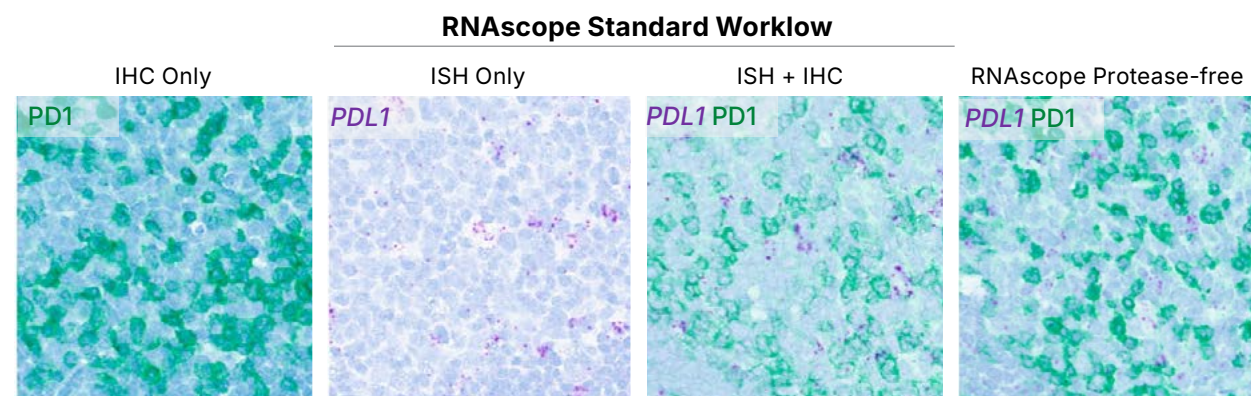 RNAscope Standard Worklow
IHC Only
ISH Only
ISH + IHC
RNAscope Protease-free
PD1
PDL1
PDL1 PD1
PDL1 PD1